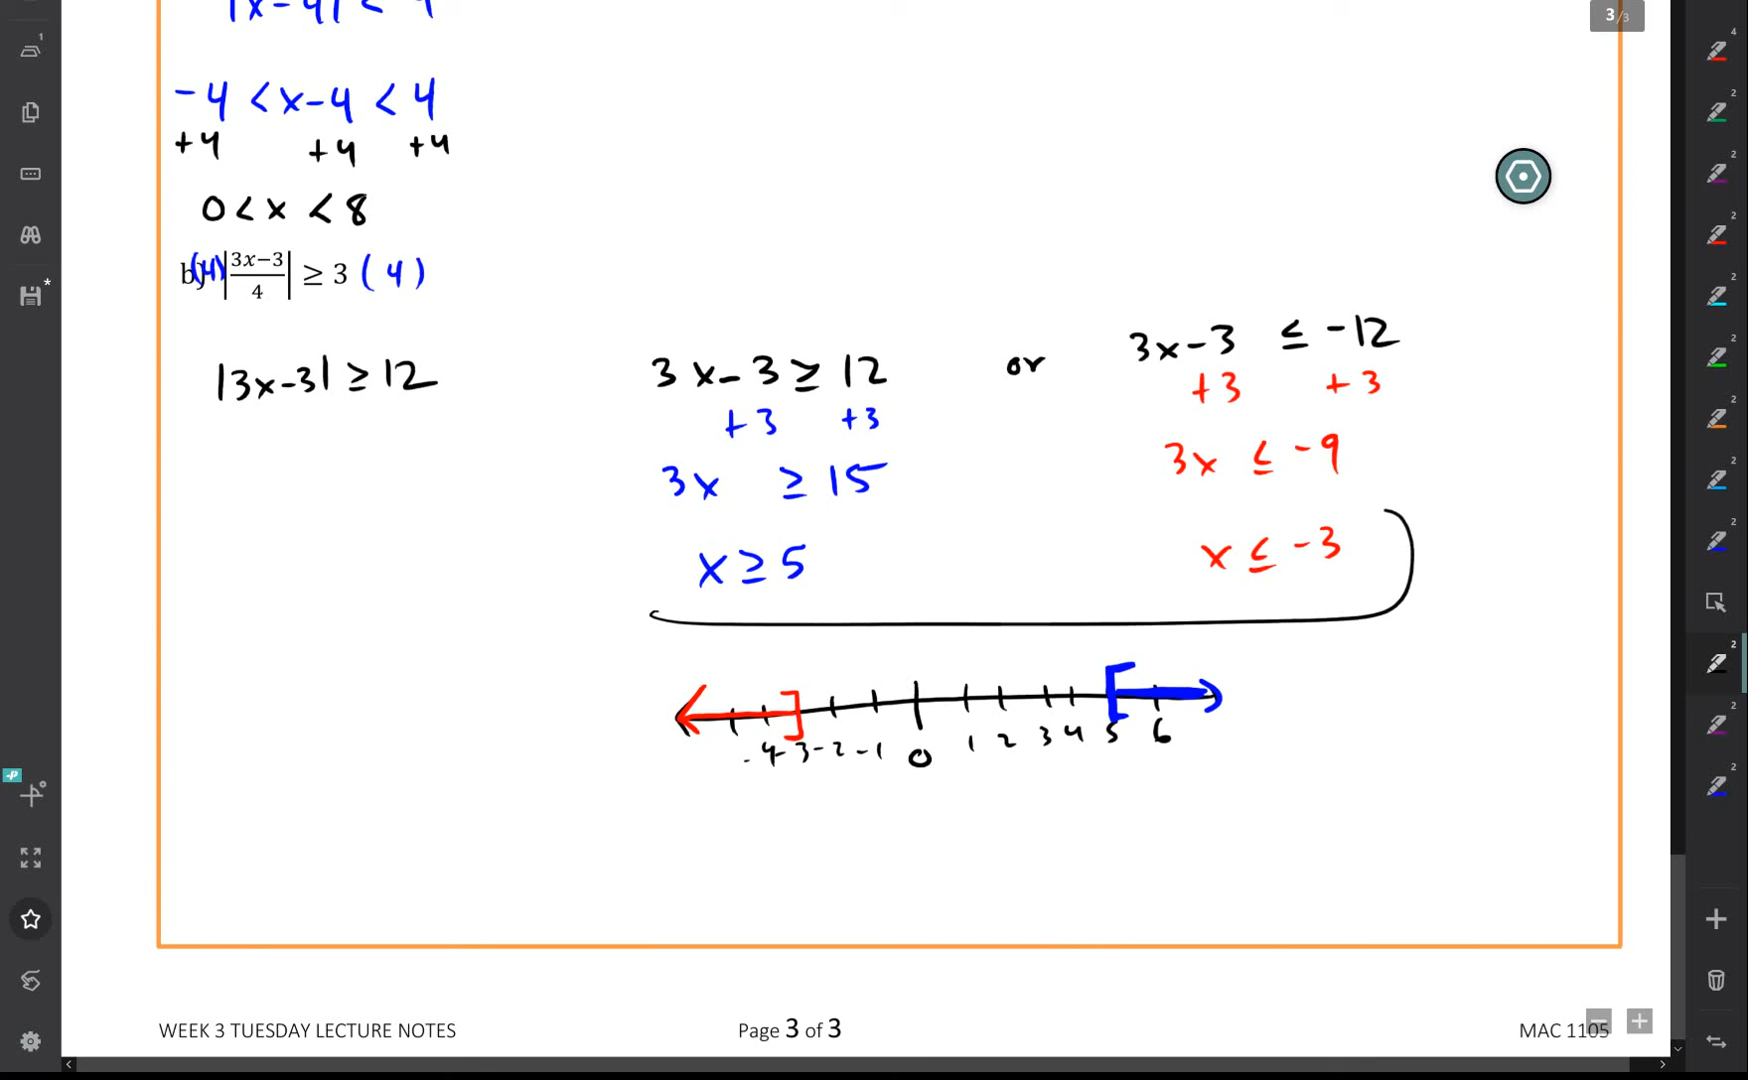 |x-4| <
3/3
-4 < x-4 < 4
+4 +4 +4
0 < x < 8
b) (4) |3x−3/4| ≥ 3 (4)
|3x-3| ≥ 12
3x-3 ≥ 12 or 3x-3 ≤ -12
+3 +3 +3 +3
3x ≥ 15 3x ≤ -9
x ≥ 5 x ≤ -3
-4 -3 -2 -1 0 1 2 3 4 5 6
WEEK 3 TUESDAY LECTURE NOTES Page 3 of 3 MAC 1105